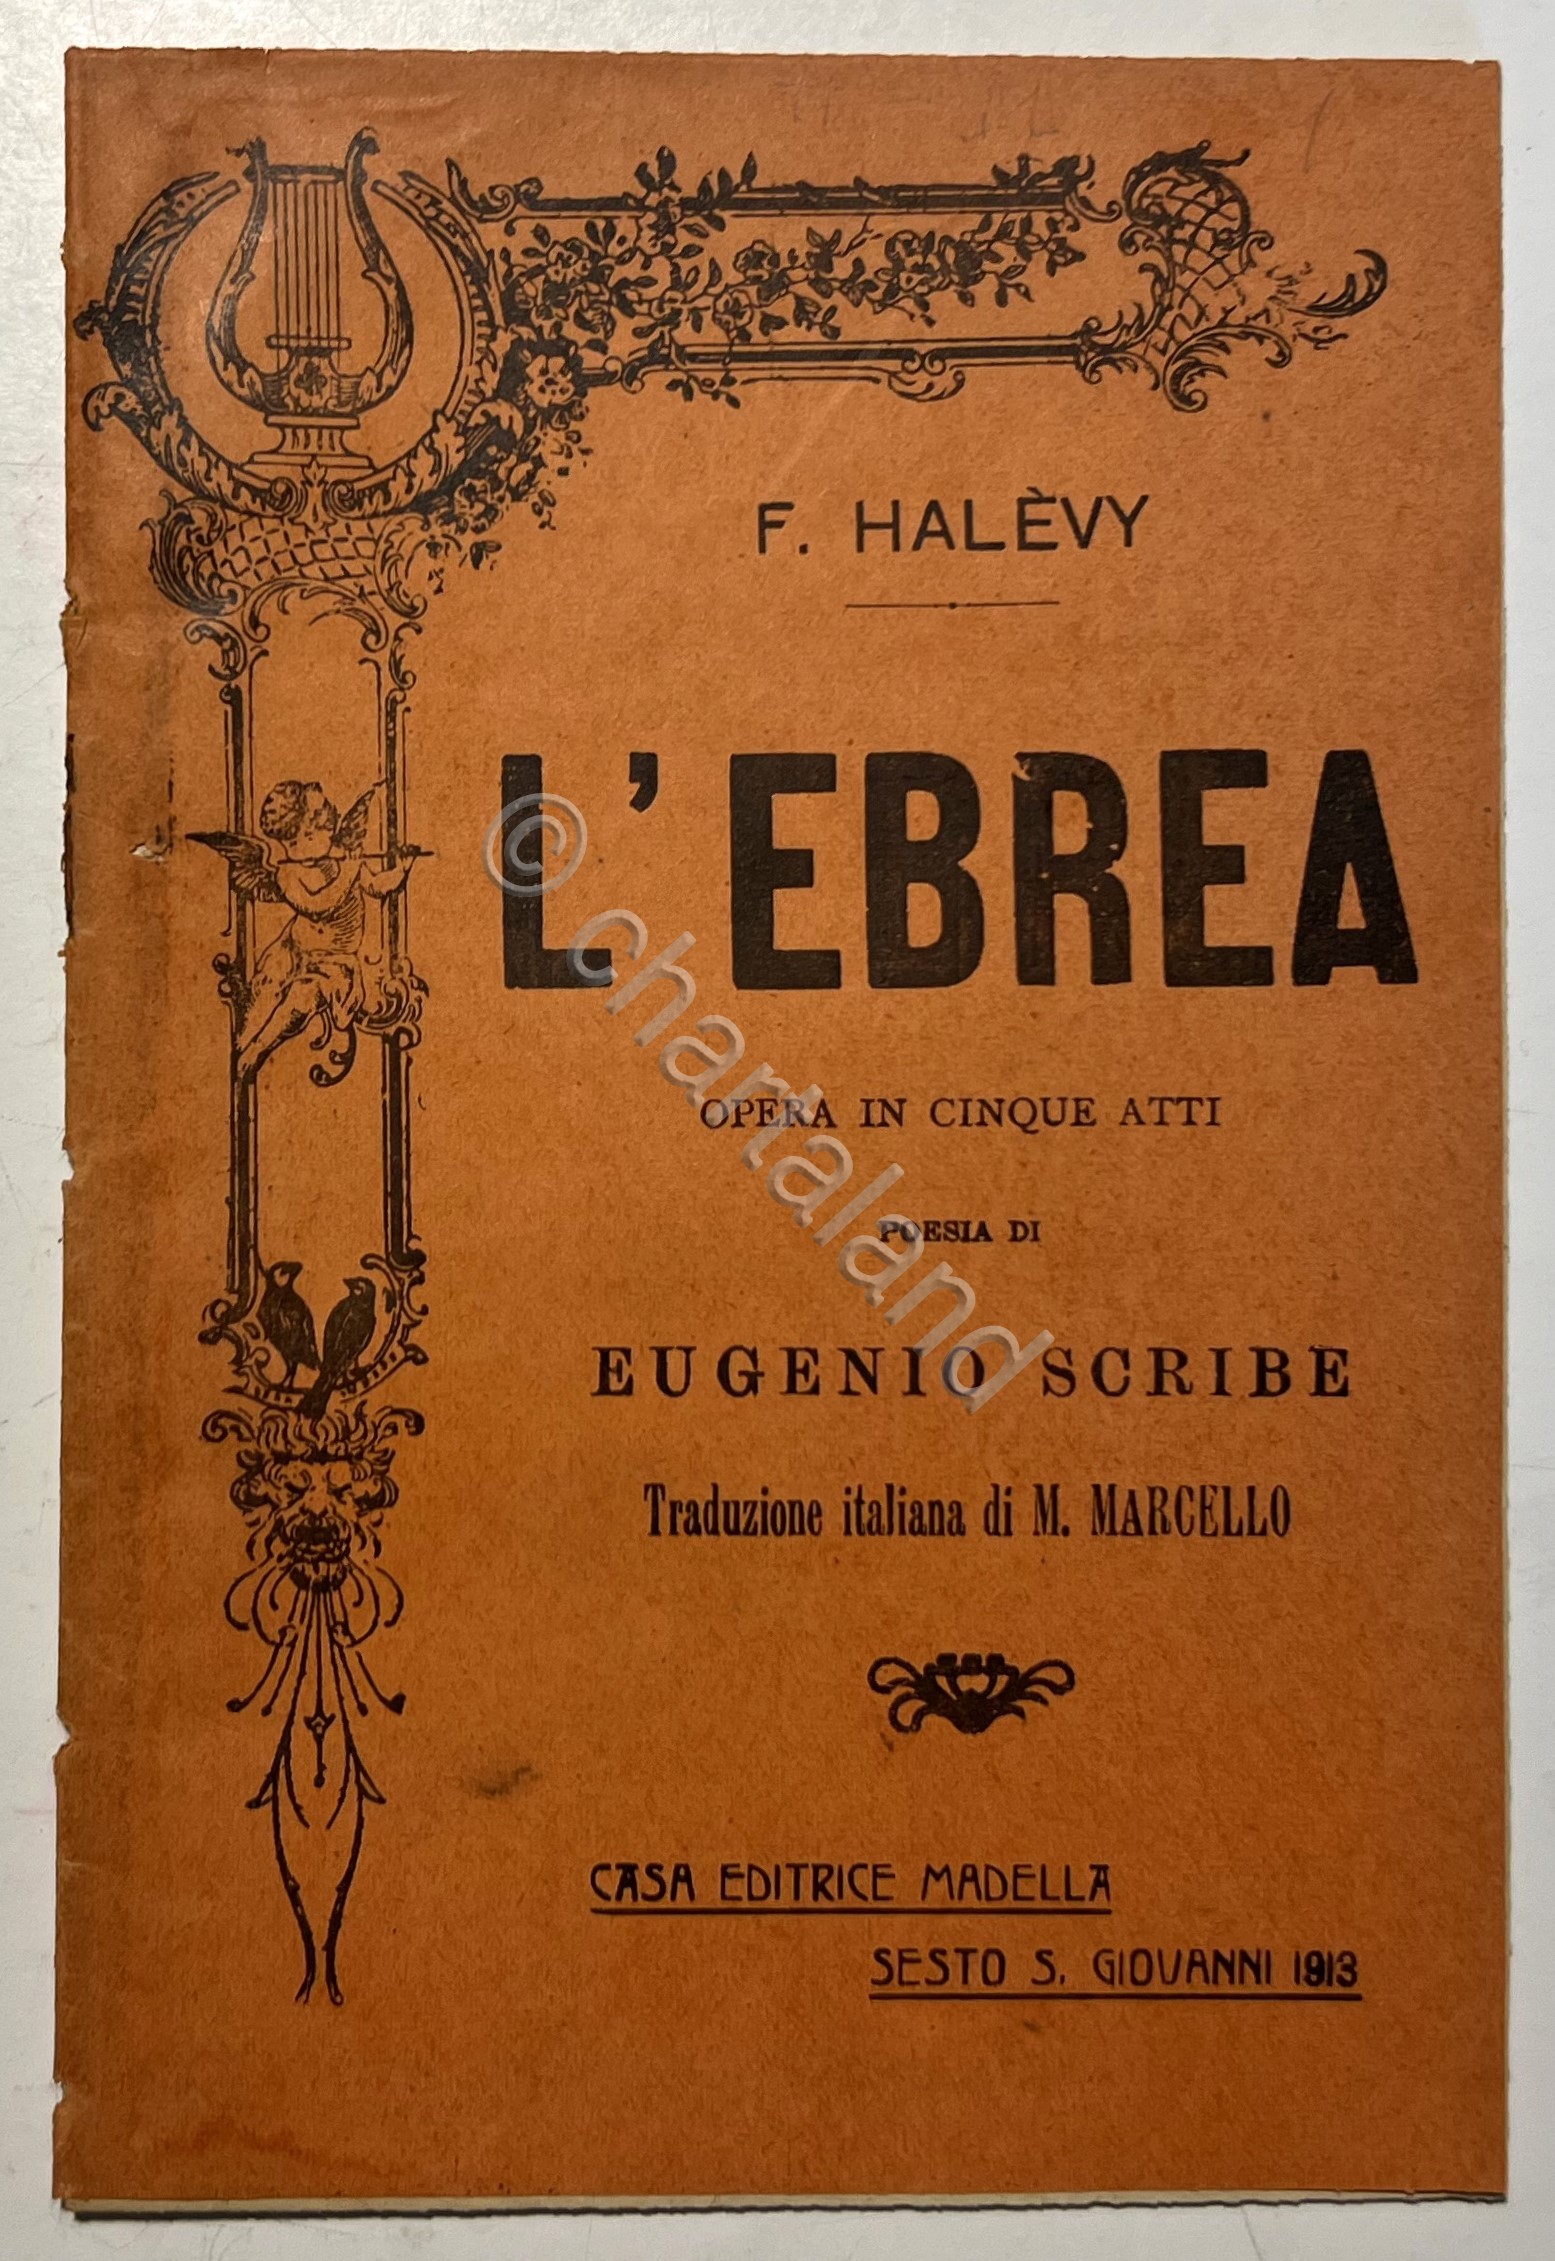 F. HALÈVY
L'EBREA
OPERA IN CINQUE ATTI
POESIA DI
EUGENIO SCRIBE
Traduzione italiana di M. MARCELLO
CASA EDITRICE MADELLA
SESTO S. GIOVANNI 1913
© chartaland